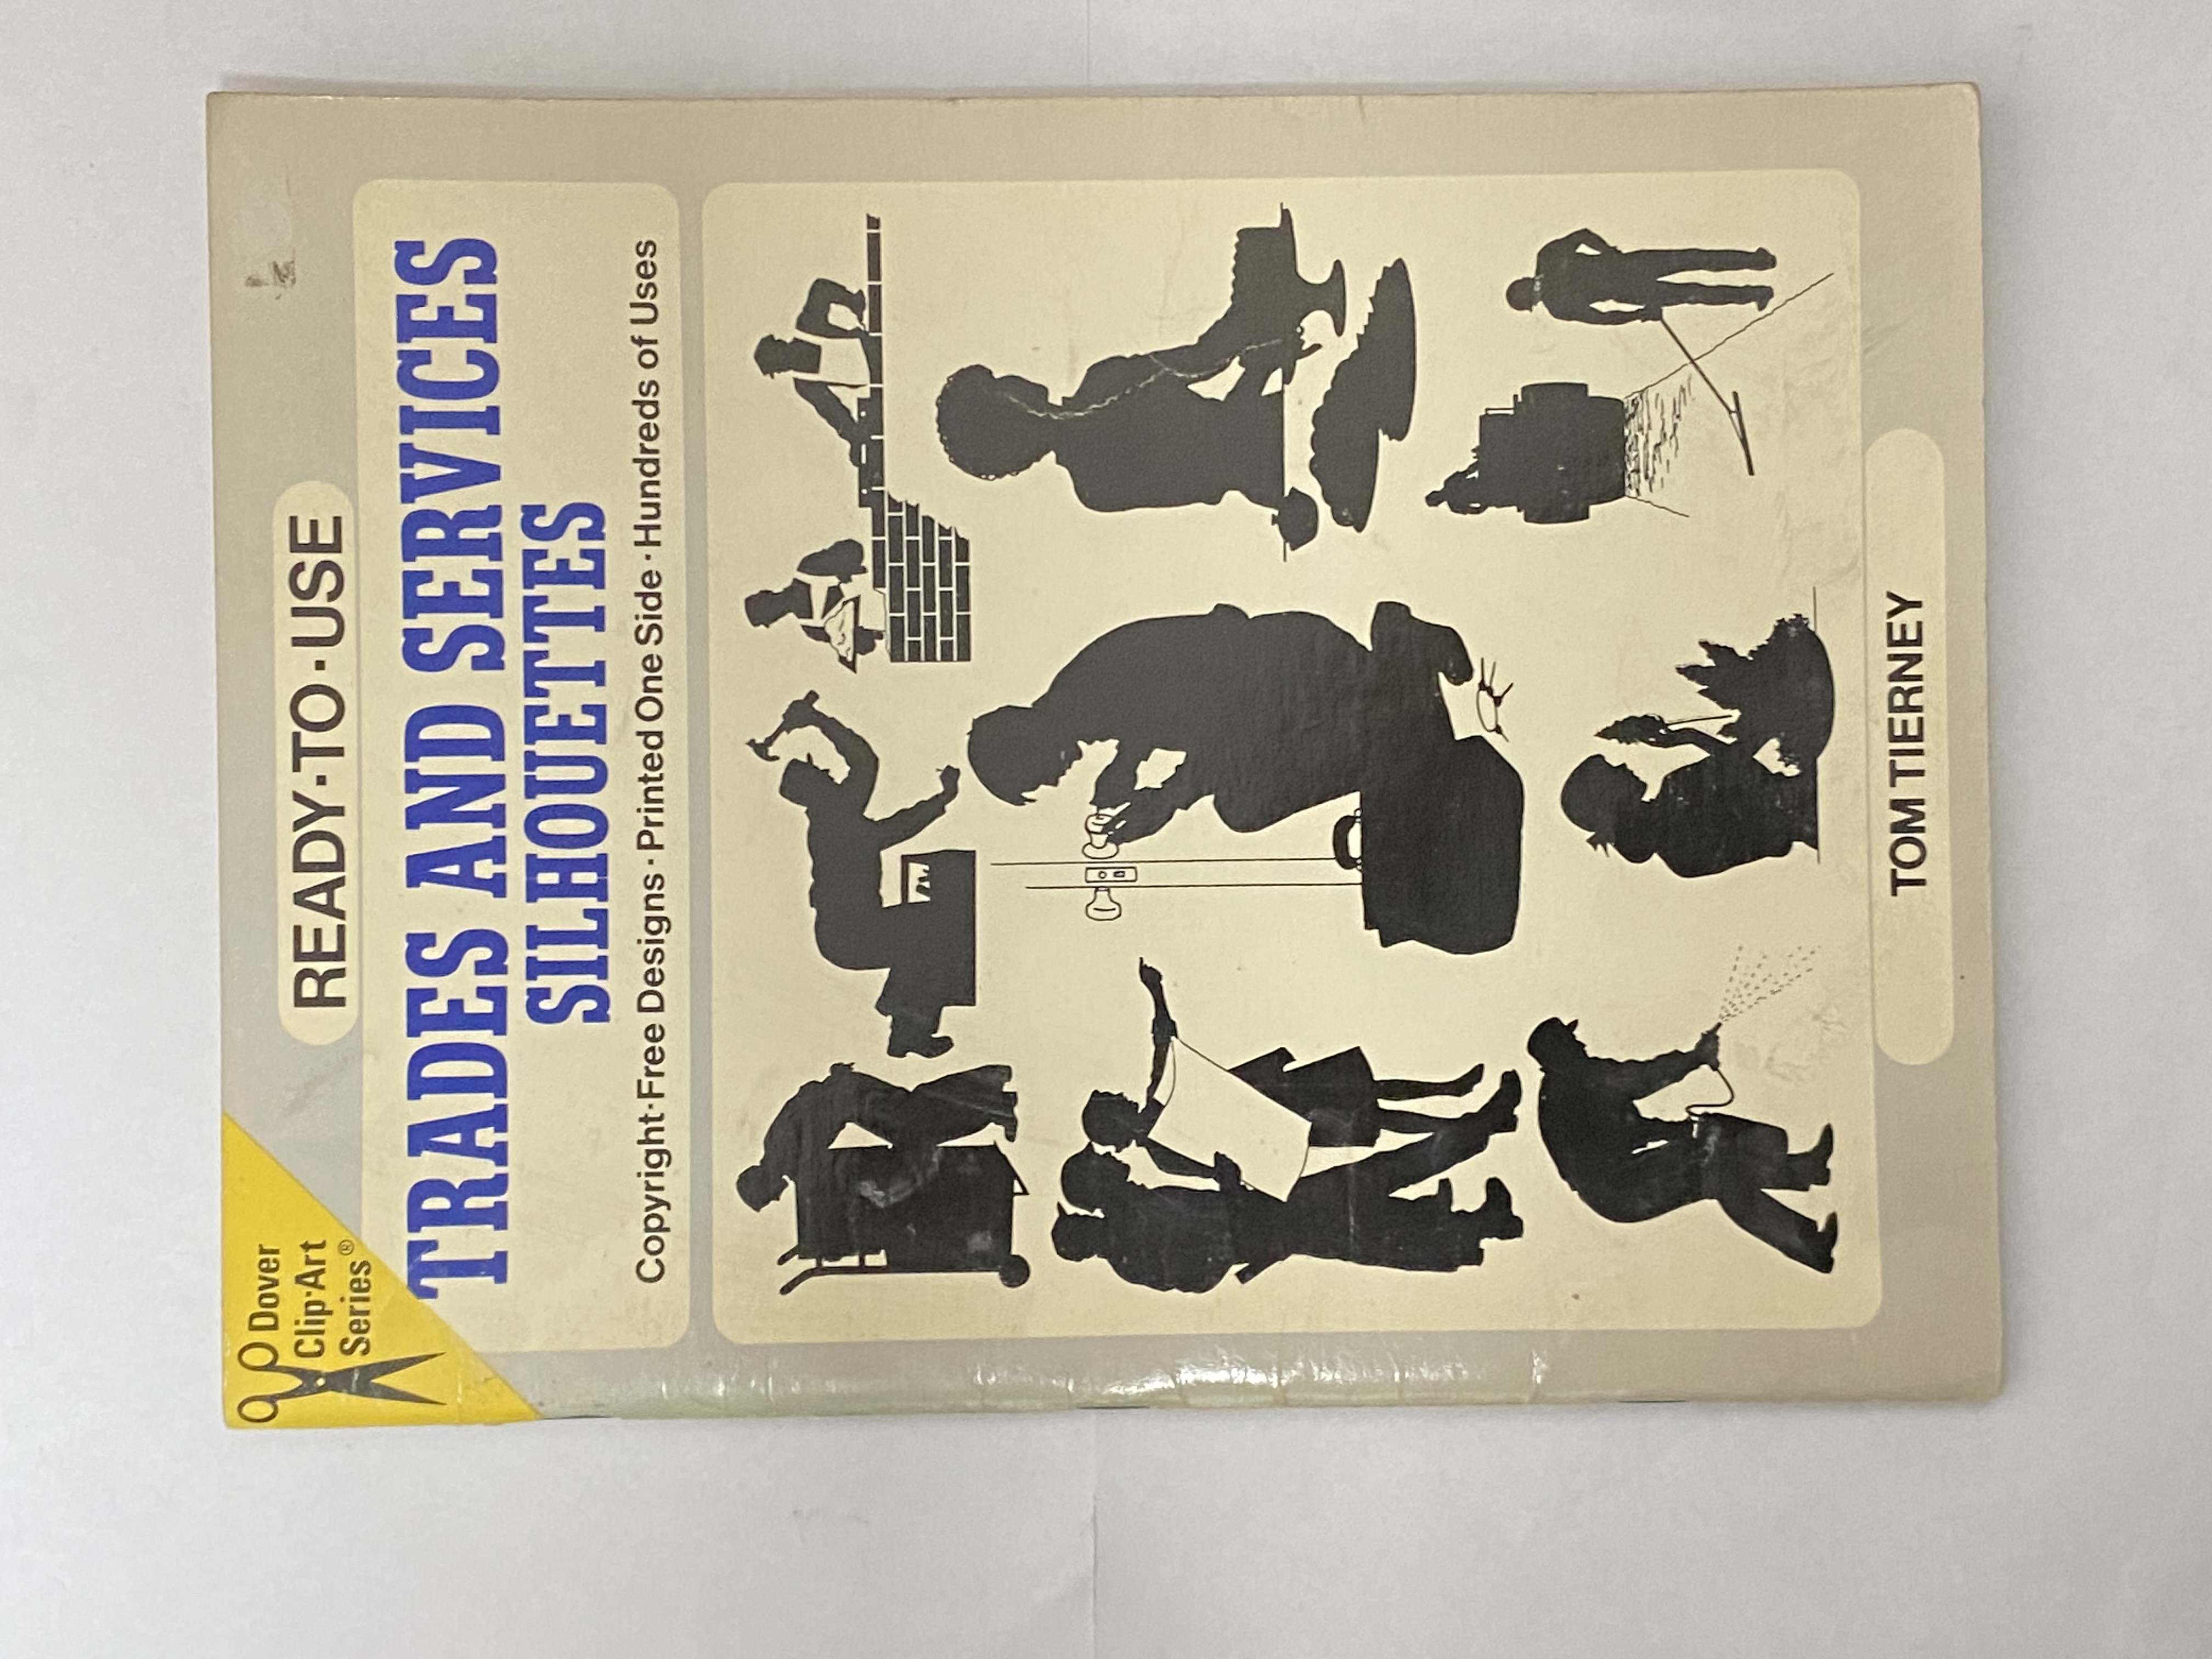 Dover
Clip·Art
Series®
READY·TO·USE
TRADES AND SERVICES
SILHOUETTES
Copyright·Free Designs · Printed One Side · Hundreds of Uses
TOM TIERNEY